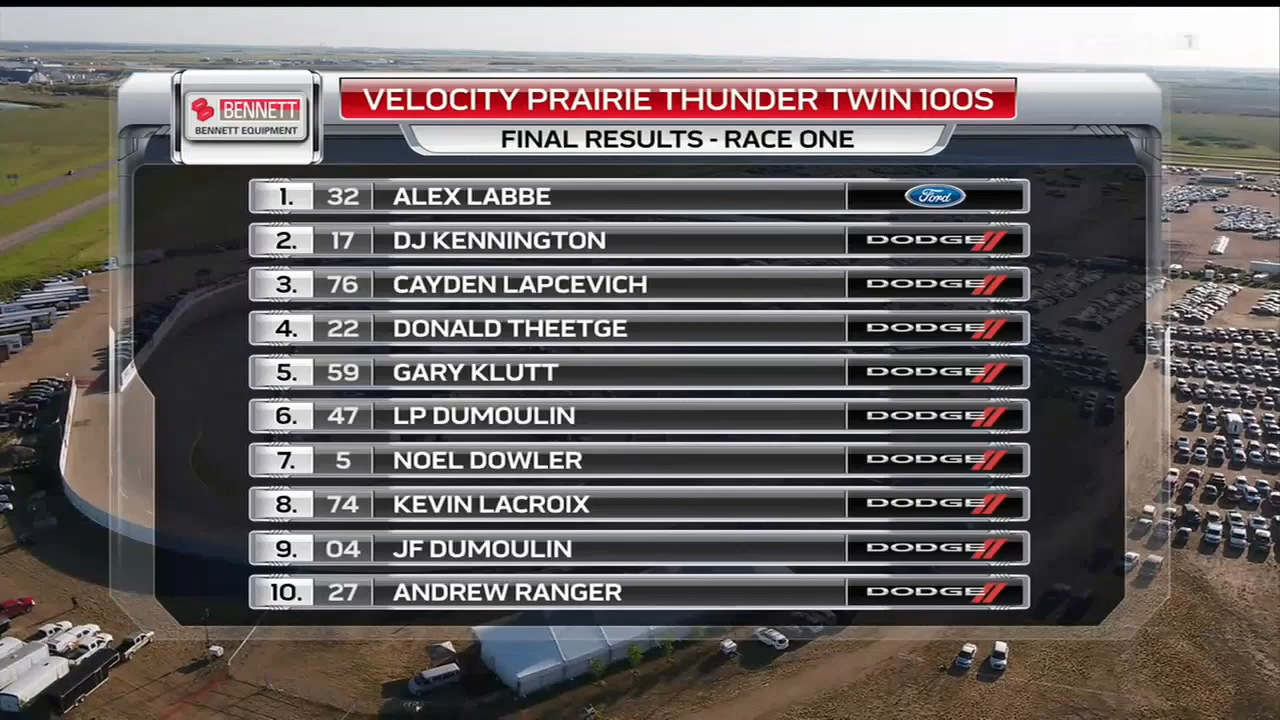 BENNETT
BENNETT EQUIPMENT
VELOCITY PRAIRIE THUNDER TWIN 100S
FINAL RESULTS - RACE ONE
1. 32 ALEX LABBE Ford
2. 17 DJ KENNINGTON DODGE
3. 76 CAYDEN LAPCEVICH DODGE
4. 22 DONALD THEETGE DODGE
5. 59 GARY KLUTT DODGE
6. 47 LP DUMOULIN DODGE
7. 5 NOEL DOWLER DODGE
8. 74 KEVIN LACROIX DODGE
9. 04 JF DUMOULIN DODGE
10. 27 ANDREW RANGER DODGE